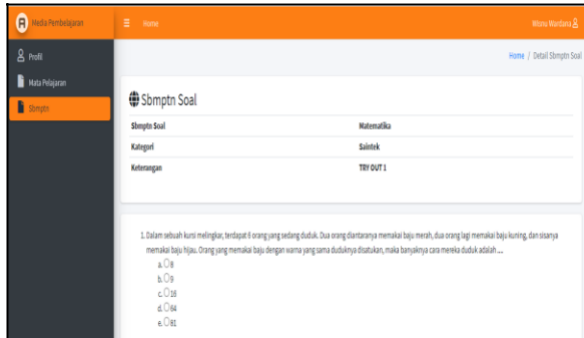 A Media Pembelajaran
Home
Wisnu Wardana
Profil
Mata Pelajaran
Sbmptn
Home / Detail Sbmptn Soal
Sbmptn Soal
Sbmptn Soal Matematika
Kategori Saintek
Keterangan TRY OUT 1
1. Dalam sebuah kursi melingkar, terdapat 6 orang yang sedang duduk. Dua orang diantaranya memakai baju merah, dua orang lagi memakai baju kuning, dan sisanya
memakai baju hijau. Orang yang memakai baju dengan warna yang sama duduknya disatukan, maka banyaknya cara mereka duduk adalah ....
a. 8
b. 9
c. 16
d. 64
e. 81